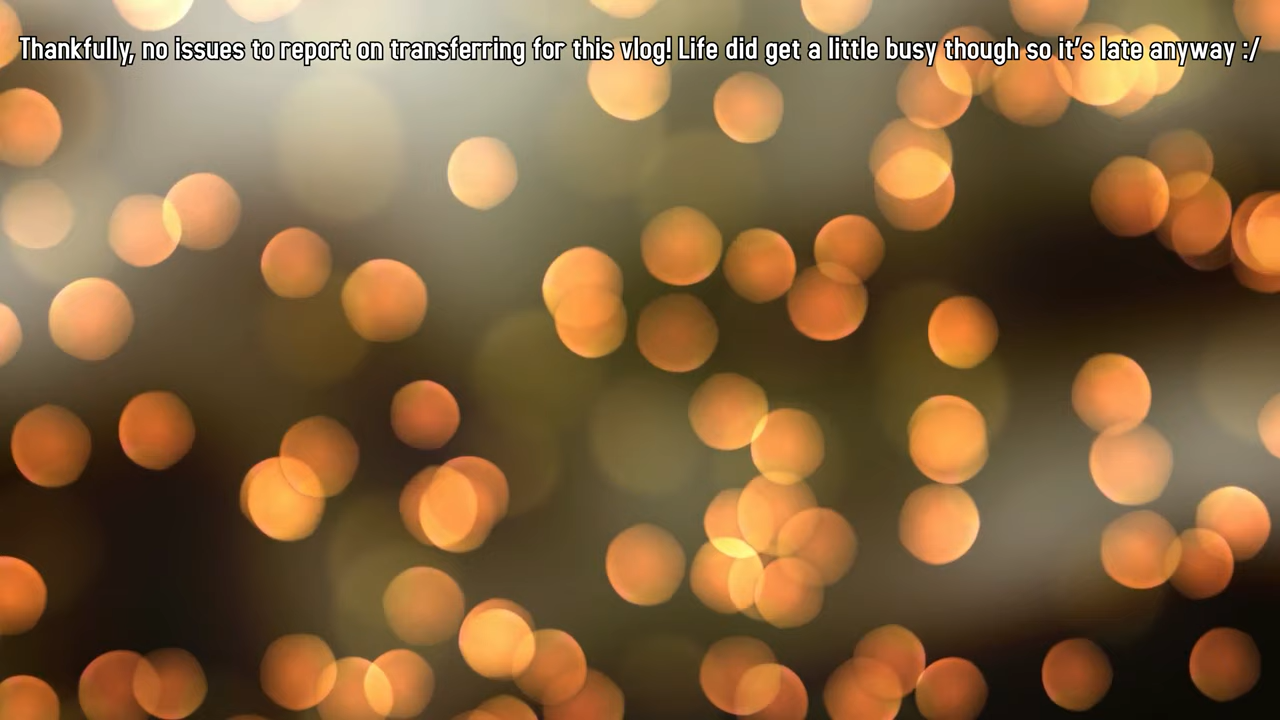 Thankfully, no issues to report on transferring for this vlog! Life did get a little busy though so it's late anyway :/